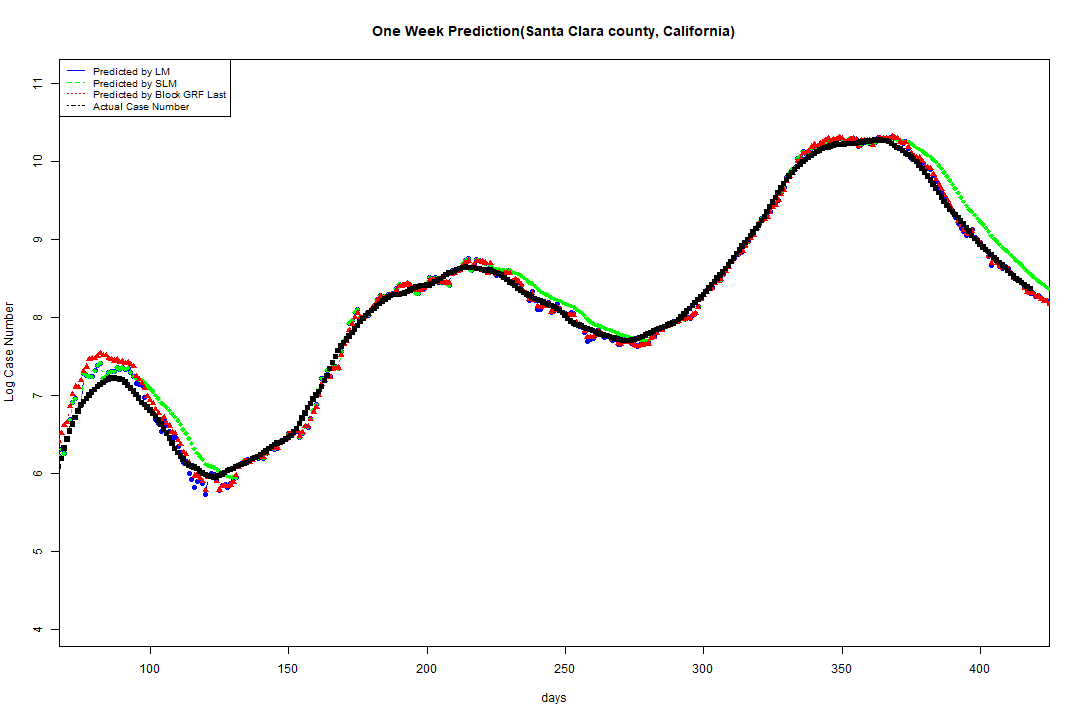 One Week Prediction(Santa Clara county, California)
Predicted by LM
Predicted by SLM
Predicted by Block GRF Last
Actual Case Number
11
10
9
8
7
6
5
4
Log Case Number
100 150 200 250 300 350 400
days